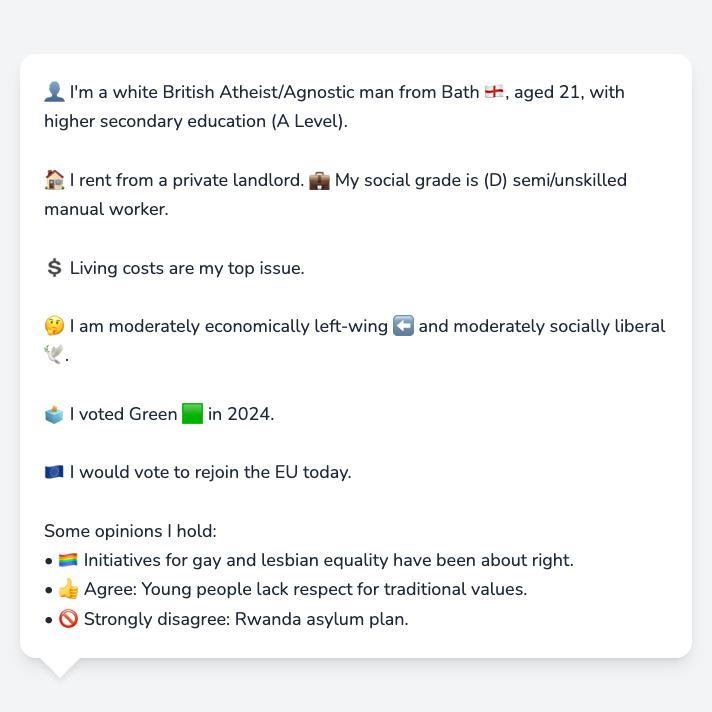 👤 I'm a white British Atheist/Agnostic man from Bath 🏴󠁧󠁢󠁥󠁮󠁧󠁿, aged 21, with
higher secondary education (A Level).
🏠 I rent from a private landlord. 💼 My social grade is (D) semi/unskilled
manual worker.
💲 Living costs are my top issue.
🤔 I am moderately economically left-wing ⬅️ and moderately socially liberal
🕊️.
🗳️ I voted Green 🟩 in 2024.
🇪🇺 I would vote to rejoin the EU today.
Some opinions I hold:
• 🏳️‍🌈 Initiatives for gay and lesbian equality have been about right.
• 👍 Agree: Young people lack respect for traditional values.
• 🚫 Strongly disagree: Rwanda asylum plan.